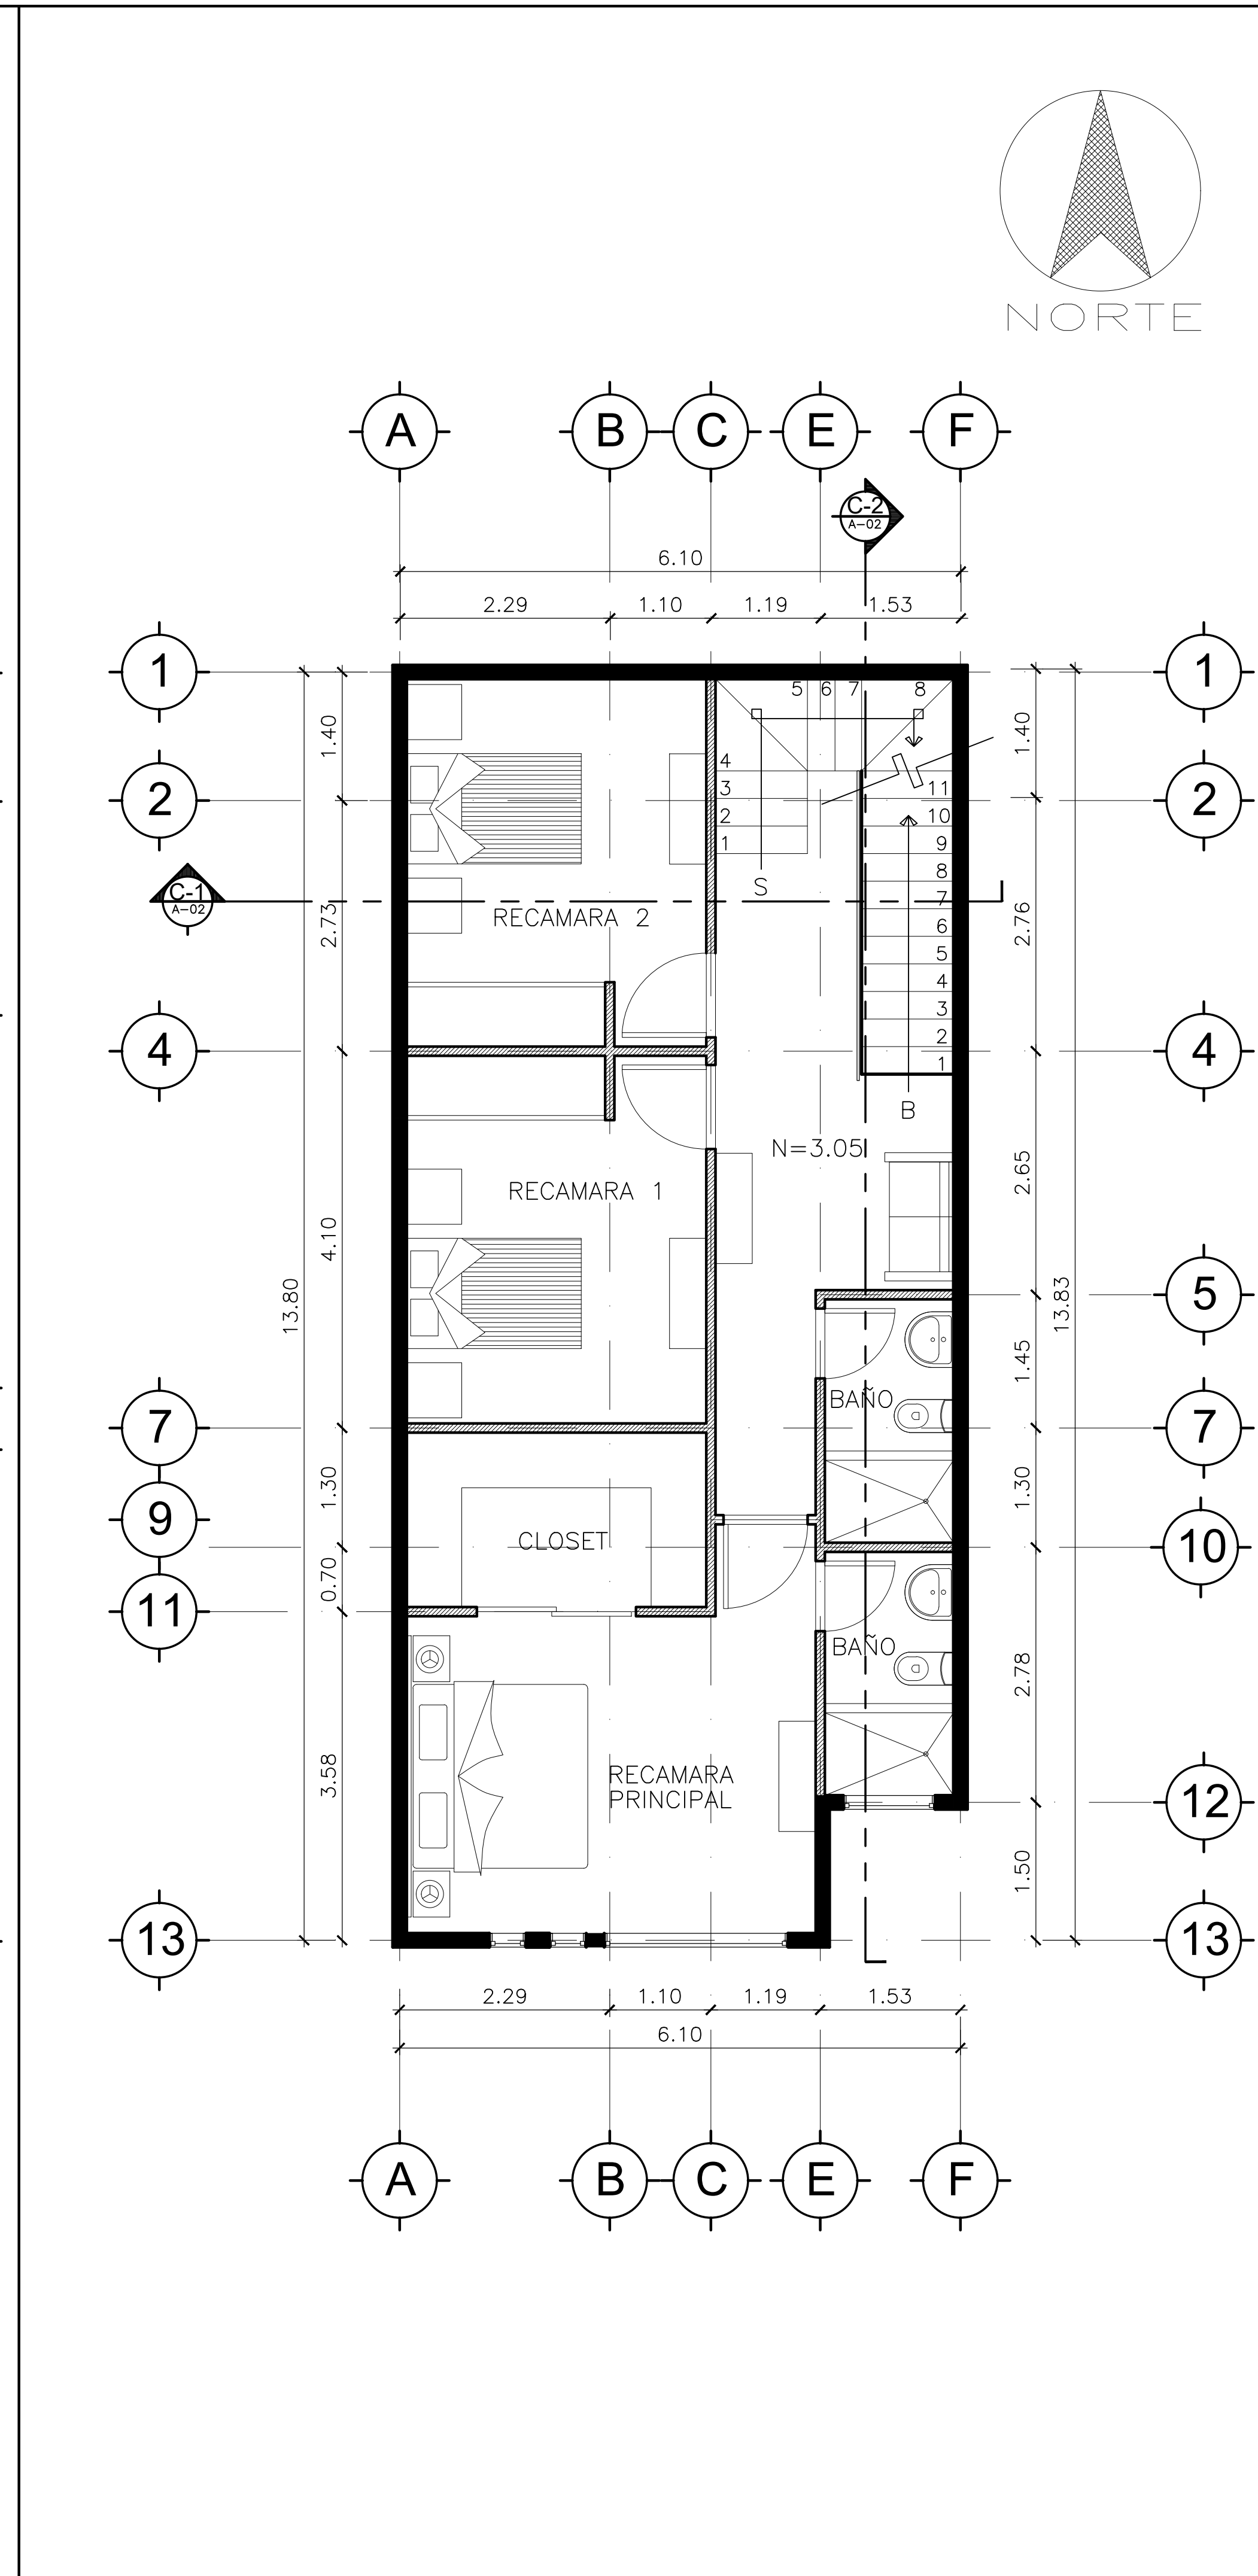 NORTE
A B C E F
C-2
A-02
6.10
2.29 1.10 1.19 1.53
1 1
5 6 7 8
1.40 1.40
4
3 11
2 2
2 10
1 9
8
S
C-1
A-02
7
2.73 RECAMARA 2 2.76
6
5
4
3
2
4 4
1
B
N=3.05
RECAMARA 1 2.65
4.10
13.80 13.83
5
1.45
BAÑO
7 7
1.30 1.30
9
CLOSET
10
0.70
11
BAÑO
2.78
3.58
RECAMARA
PRINCIPAL
12
1.50
13 13
2.29 1.10 1.19 1.53
6.10
A B C E F